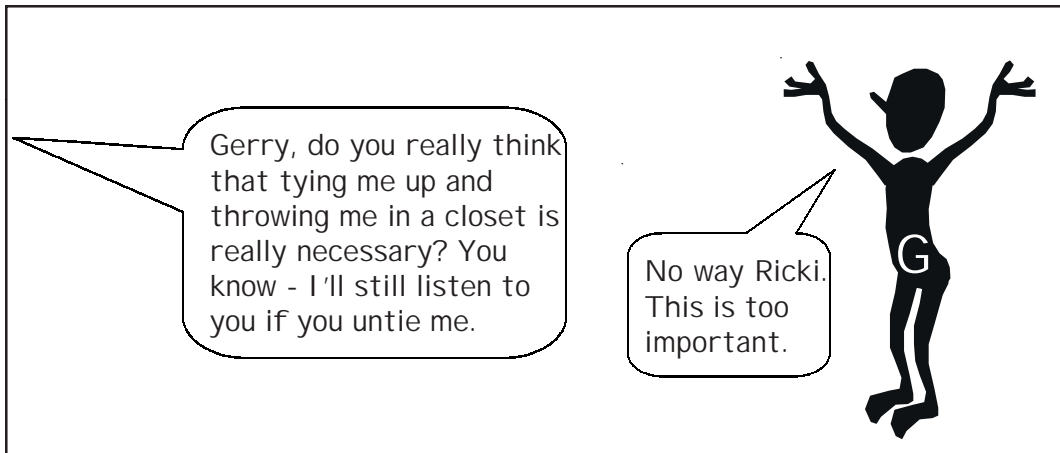 Gerry, do you really think
that tying me up and
throwing me in a closet is
really necessary? You
know - I'll still listen to
you if you untie me.
No way Ricki.
This is too
important.
G